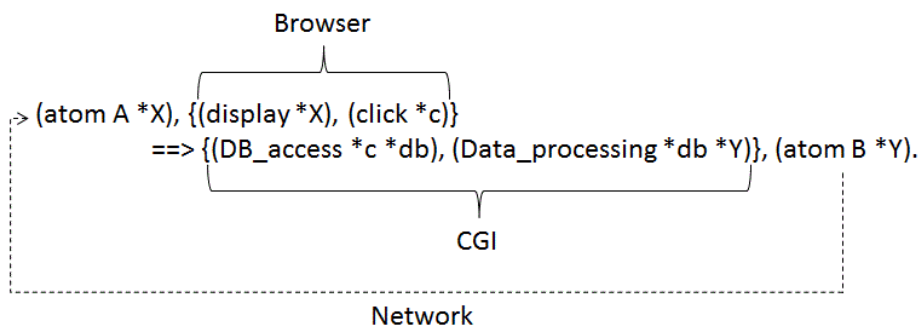 Browser
(atom A *X), {(display *X), (click *c)}
==> {(DB_access *c *db), (Data_processing *db *Y)}, (atom B *Y).
CGI
Network